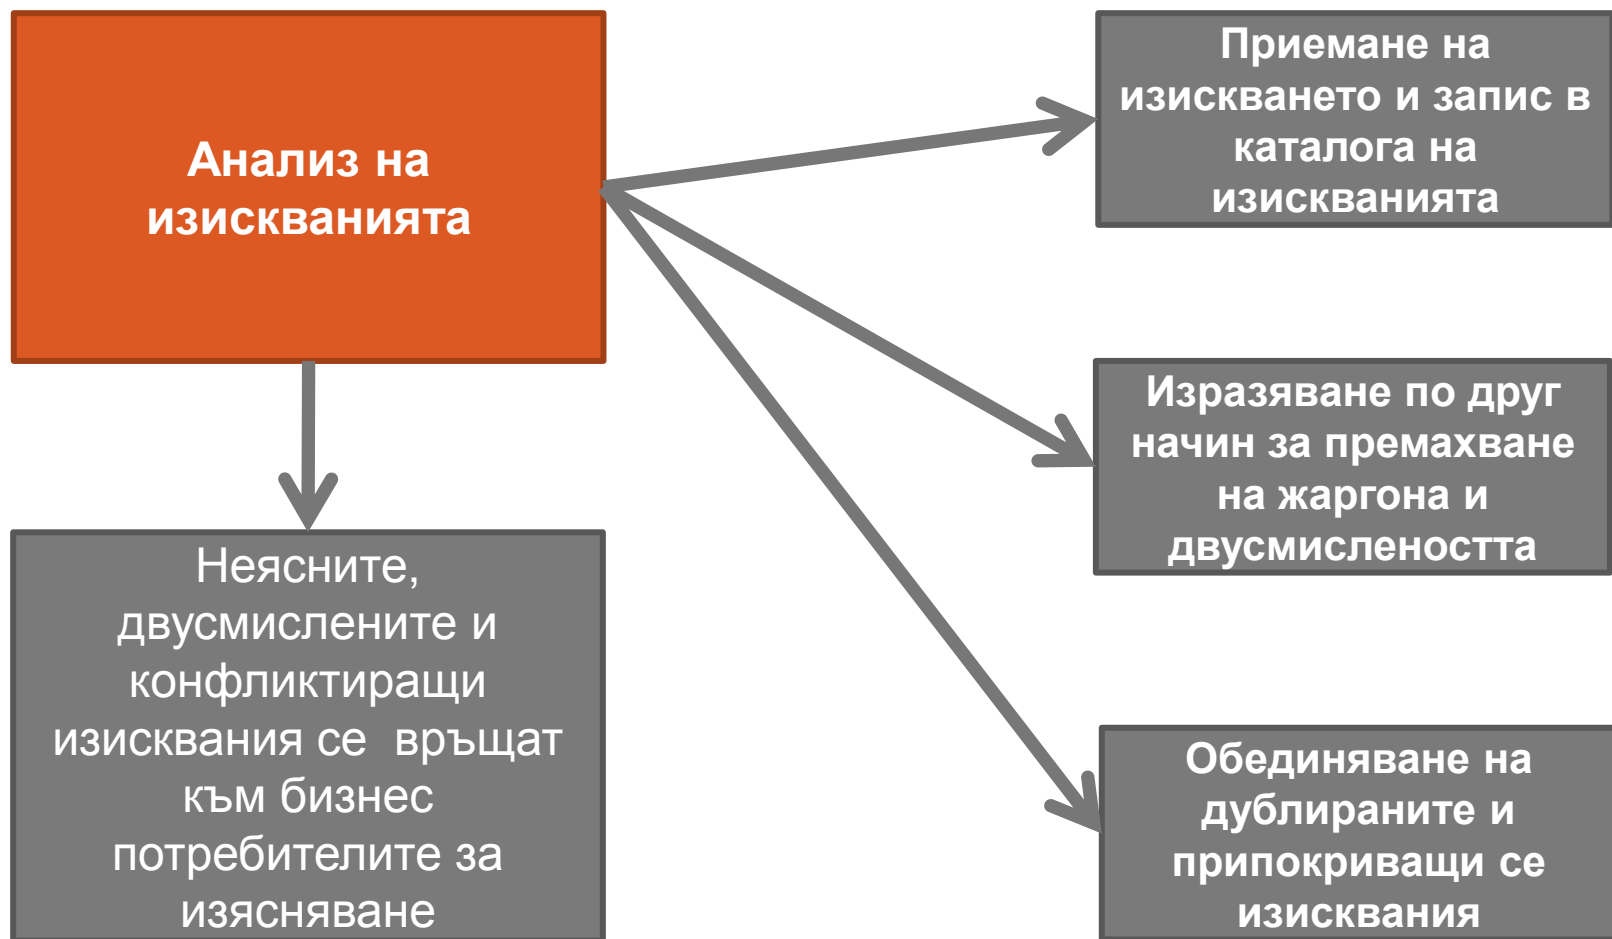 Анализ на
изискванията
Приемане на
изискването и запис в
каталога на
изискванията
Изразяване по друг
начин за премахване
на жаргона и
двусмислеността
Неясните,
двусмислените и
конфликтиращи
изисквания се  връщат
към бизнес
потребителите за
изясняване
Обединяване на
дублираните и
припокриващи се
изисквания